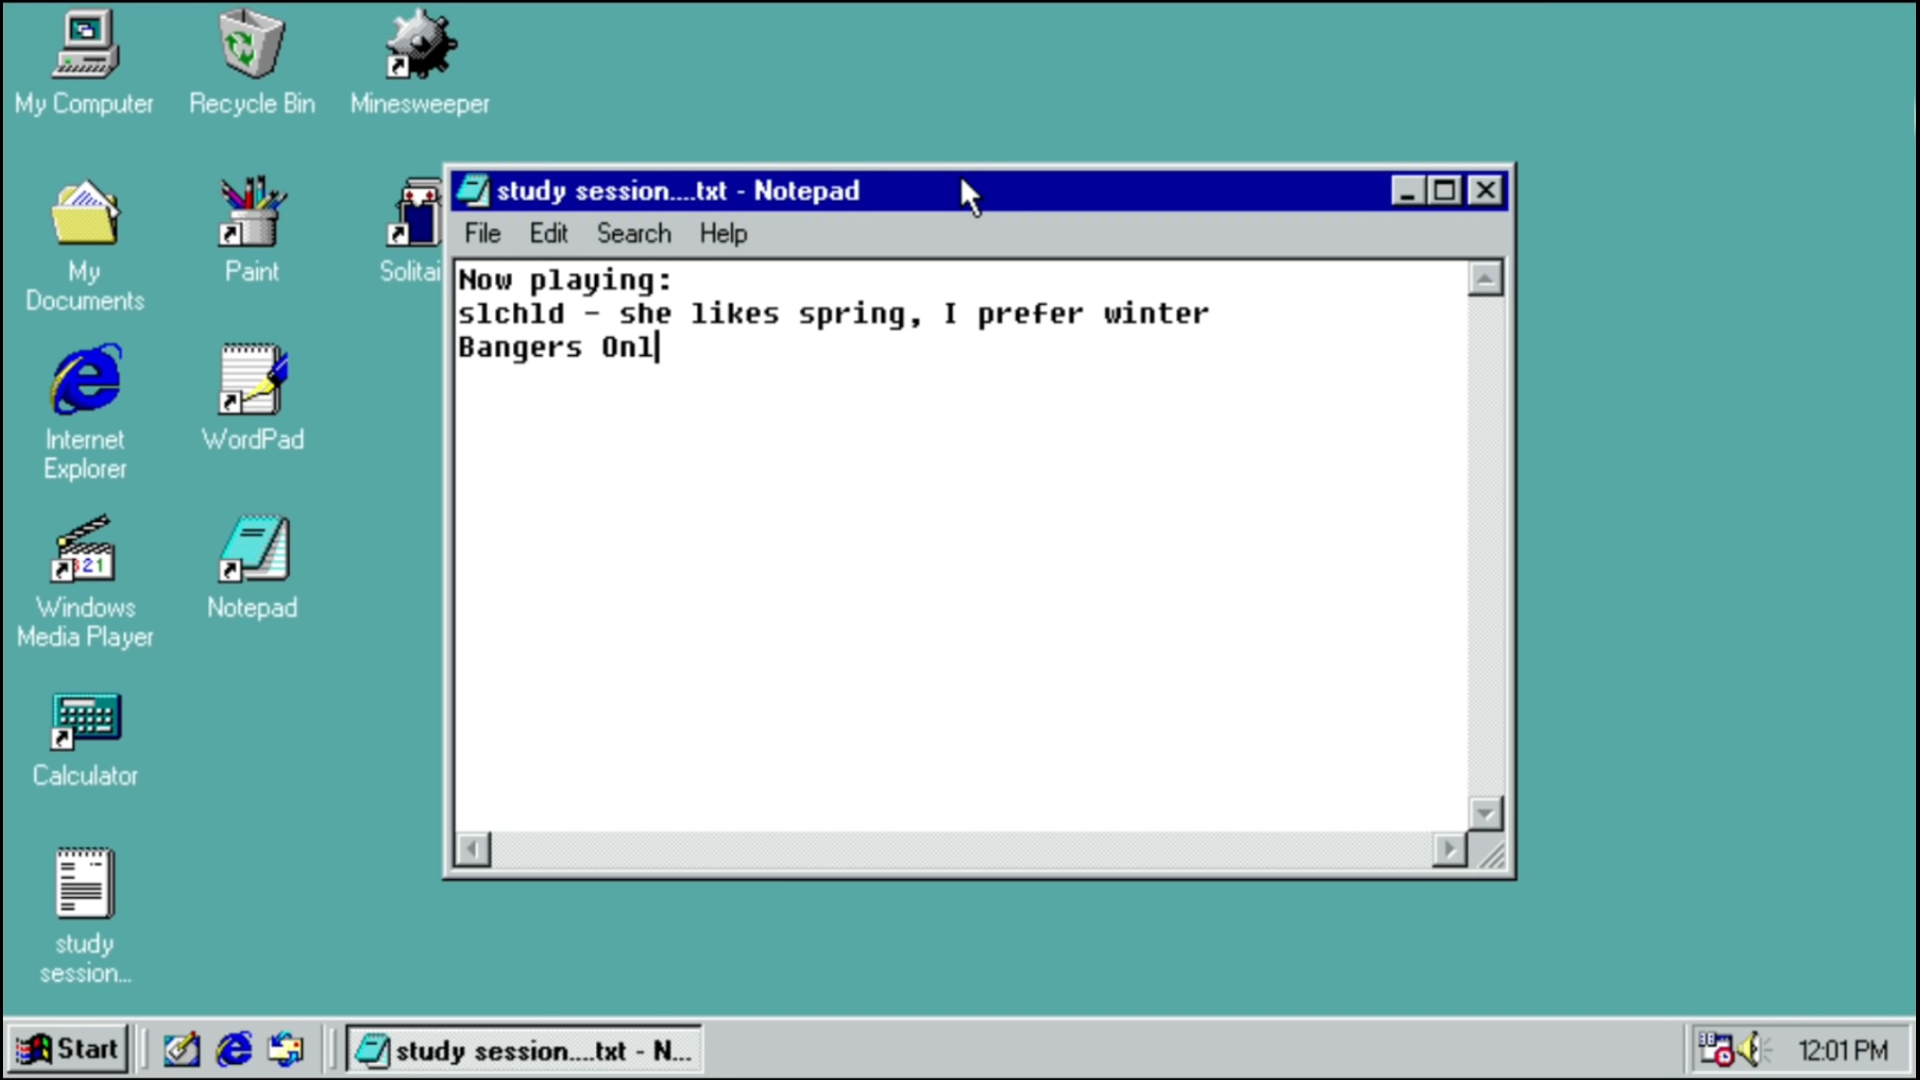 My Computer
Recycle Bin
Minesweeper
My
Documents
Paint
Solitai
study session....txt - Notepad
File Edit Search Help
Now playing:
slchld - she likes spring, I prefer winter
Bangers Onl
Internet
Explorer
WordPad
Windows
Media Player
Notepad
Calculator
study
session...
Start
study session....txt - N...
12:01 PM